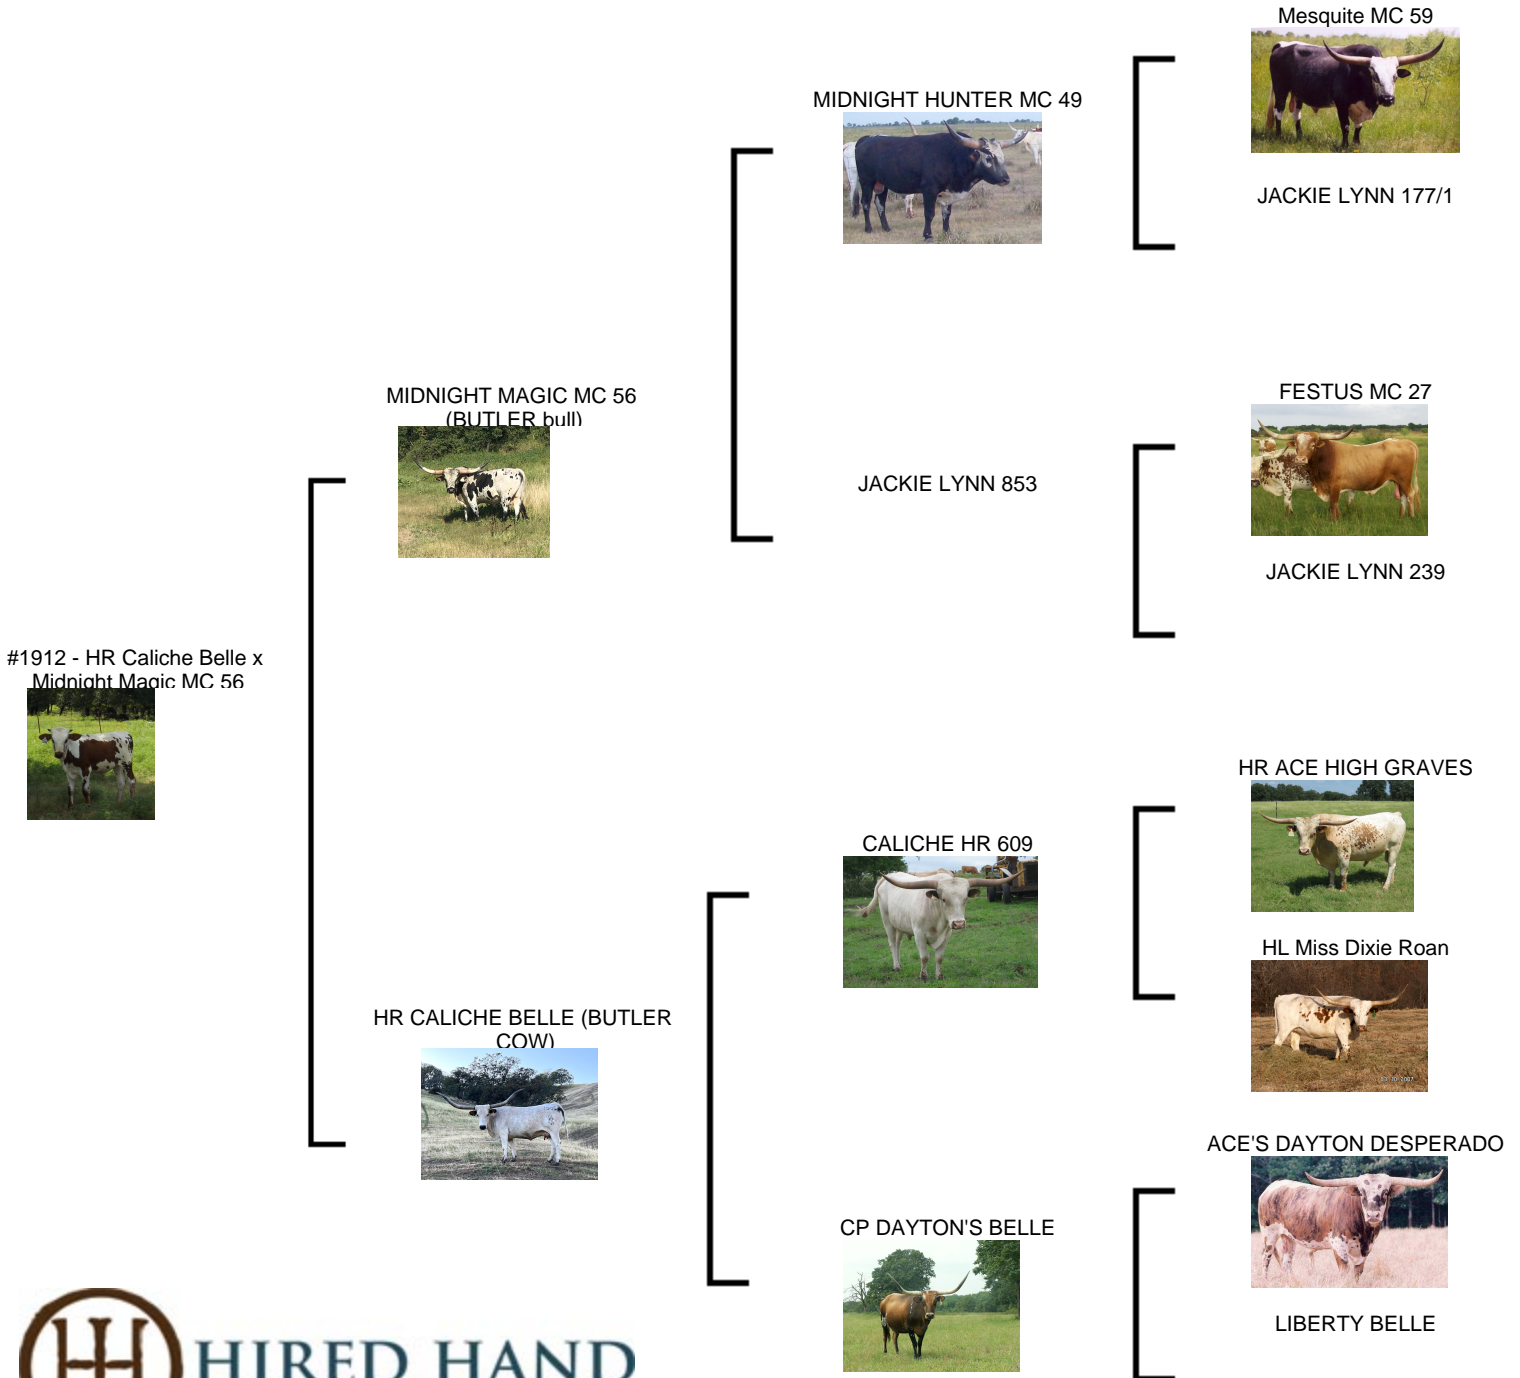 Mesquite MC 59
MIDNIGHT HUNTER MC 49
JACKIE LYNN 177/1
MIDNIGHT MAGIC MC 56
(BUTLER bull)
FESTUS MC 27
JACKIE LYNN 853
JACKIE LYNN 239
#1912 - HR Caliche Belle x
Midnight Magic MC 56
HR ACE HIGH GRAVES
CALICHE HR 609
HL Miss Dixie Roan
HR CALICHE BELLE (BUTLER
COW)
ACE'S DAYTON DESPERADO
CP DAYTON'S BELLE
LIBERTY BELLE
HIRED HAND